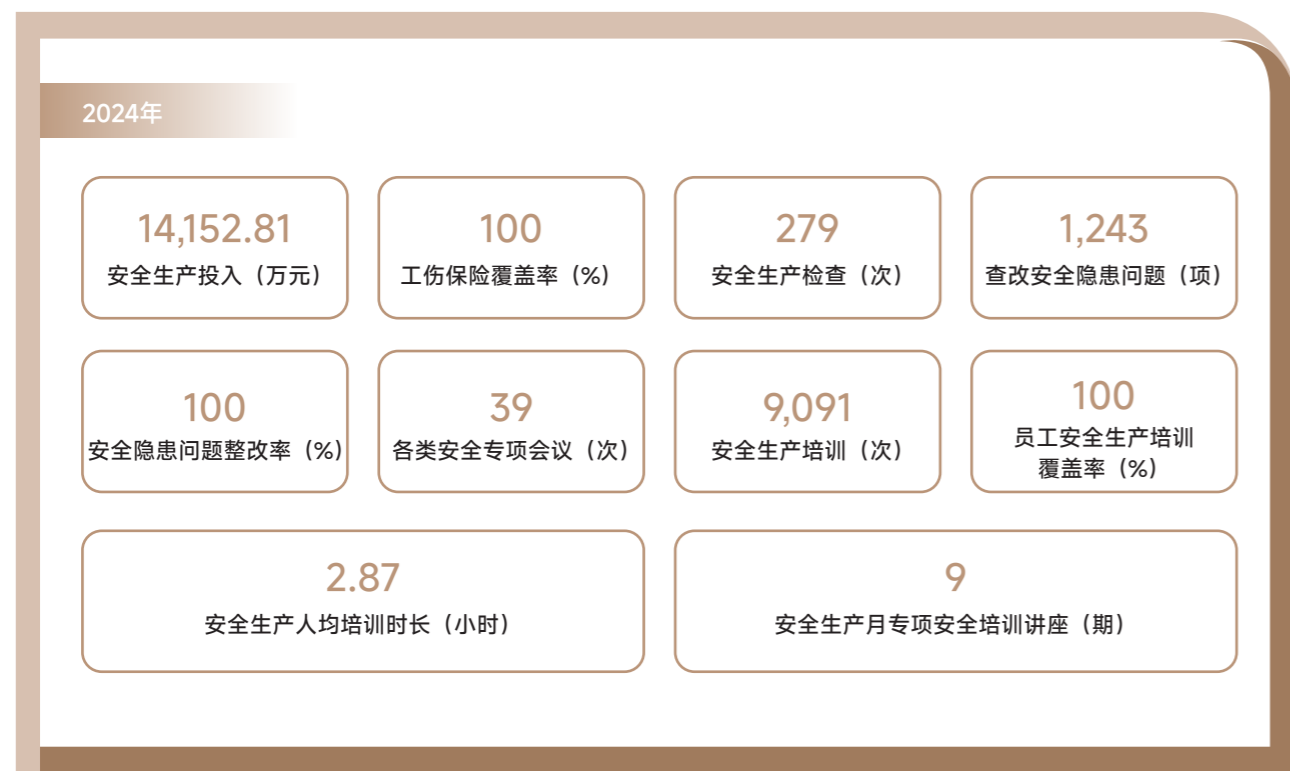 2024年
14,152.81
安全生产投入（万元）
100
工伤保险覆盖率（%）
279
安全生产检查（次）
1,243
查改安全隐患问题（项）
100
安全隐患问题整改率（%）
39
各类安全专项会议（次）
9,091
安全生产培训（次）
100
员工安全生产培训
覆盖率（%）
2.87
安全生产人均培训时长（小时）
9
安全生产月专项安全培训讲座（期）